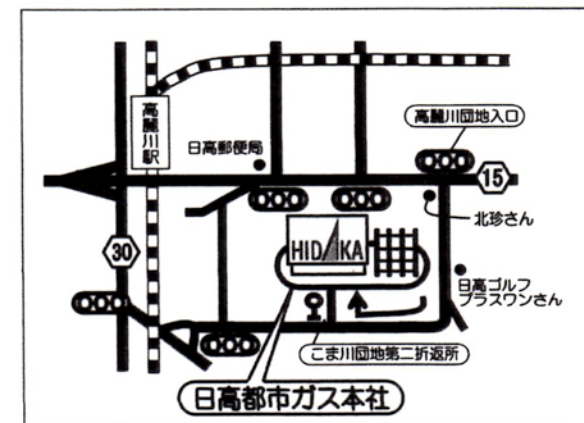 高麗川団地入口
高麗川駅
日高郵便局
15
北珍さん
HIDAKA
30
日高ゴルフ
プラスワンさん
こま川団地第二折返所
日高都市ガス本社